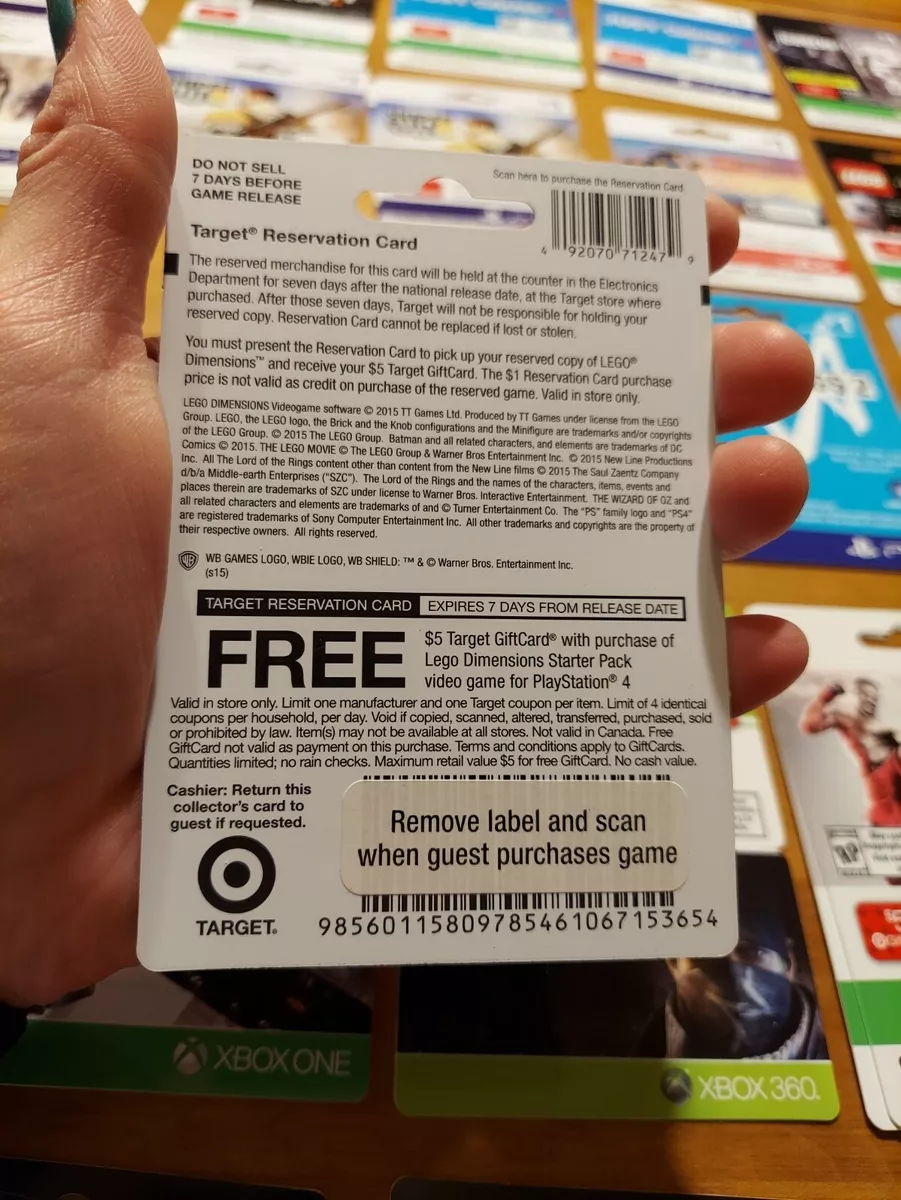 DO NOT SELL
7 DAYS BEFORE
GAME RELEASE
Scan here to purchase the Reservation Card
4 92070 71247 9
Target® Reservation Card
The reserved merchandise for this card will be held at the counter in the Electronics
Department for seven days after the national release date, at the Target store where
purchased. After those seven days, Target will not be responsible for holding your
reserved copy. Reservation Card cannot be replaced if lost or stolen.
You must present the Reservation Card to pick up your reserved copy of LEGO®
Dimensions™ and receive your $5 Target GiftCard. The $1 Reservation Card purchase
price is not valid as credit on purchase of the reserved game. Valid in store only.
LEGO DIMENSIONS Videogame software © 2015 TT Games Ltd. Produced by TT Games under license from the LEGO
Group. LEGO, the LEGO logo, the Brick and the Knob configurations and the Minifigure are trademarks and/or copyrights
of the LEGO Group. © 2015 The LEGO Group. Batman and all related characters, and elements are trademarks of DC
Comics © 2015. THE LEGO MOVIE © The LEGO Group & Warner Bros Entertainment Inc. © 2015 New Line Productions
Inc. All The Lord of the Rings content other than content from the New Line films © 2015 The Saul Zaentz Company
d/b/a Middle-earth Enterprises ("SZC"). The Lord of the Rings and the names of the characters, items, events and
places therein are trademarks of SZC under license to Warner Bros. Interactive Entertainment. THE WIZARD OF OZ and
all related characters and elements are trademarks of and © Turner Entertainment Co. The "PS" family logo and "PS4"
are registered trademarks of Sony Computer Entertainment Inc. All other trademarks and copyrights are the property of
their respective owners. All rights reserved.
WB GAMES LOGO, WBIE LOGO, WB SHIELD: ™ & © Warner Bros. Entertainment Inc.
(s15)
TARGET RESERVATION CARD EXPIRES 7 DAYS FROM RELEASE DATE
FREE
$5 Target GiftCard® with purchase of
Lego Dimensions Starter Pack
video game for PlayStation® 4
Valid in store only. Limit one manufacturer and one Target coupon per item. Limit of 4 identical
coupons per household, per day. Void if copied, scanned, altered, transferred, purchased, sold
or prohibited by law. Item(s) may not be available at all stores. Not valid in Canada. Free
GiftCard not valid as payment on this purchase. Terms and conditions apply to GiftCards.
Quantities limited; no rain checks. Maximum retail value $5 for free GiftCard. No cash value.
Cashier: Return this
collector's card to
guest if requested.
TARGET.
Remove label and scan
when guest purchases game
98560115809785461067153654
XBOX ONE
XBOX 360.